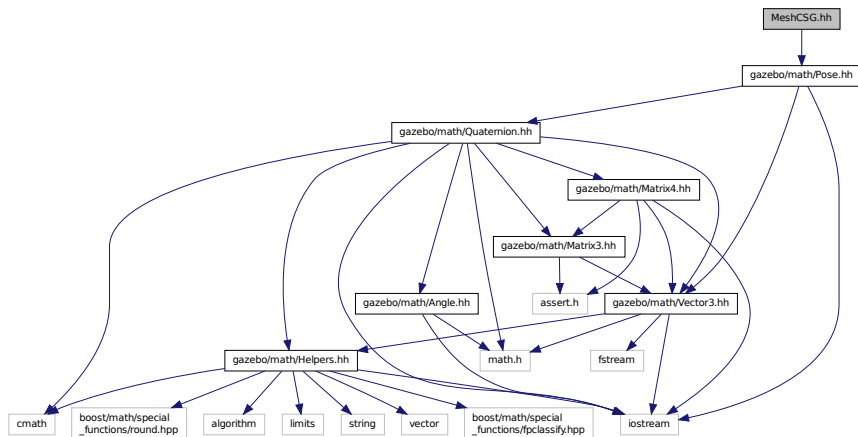 MeshCSG.hh
gazebo/math/Pose.hh
gazebo/math/Quaternion.hh
gazebo/math/Matrix4.hh
gazebo/math/Matrix3.hh
gazebo/math/Angle.hh
assert.h
gazebo/math/Vector3.hh
gazebo/math/Helpers.hh
math.h
fstream
cmath
boost/math/special
_functions/round.hpp
algorithm
limits
string
vector
boost/math/special
_functions/fpclassify.hpp
iostream